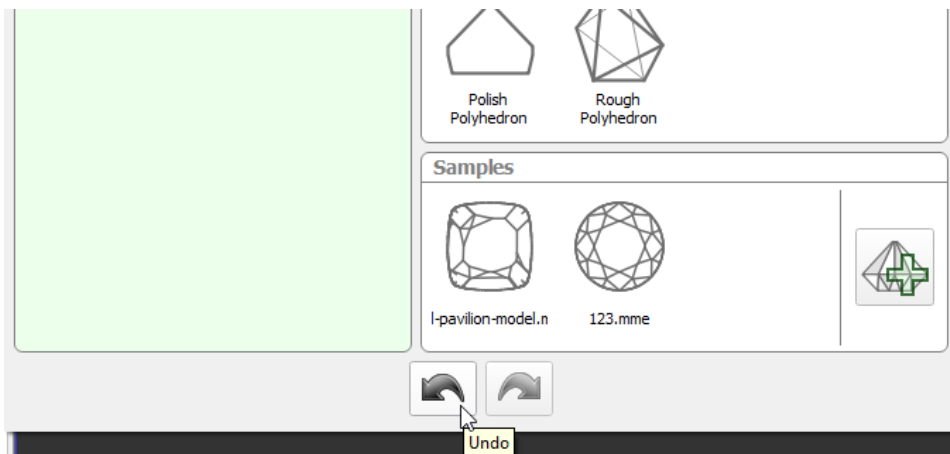 Polish
Polyhedron
Rough
Polyhedron
Samples
l-pavilion-model.n
123.mme
Undo